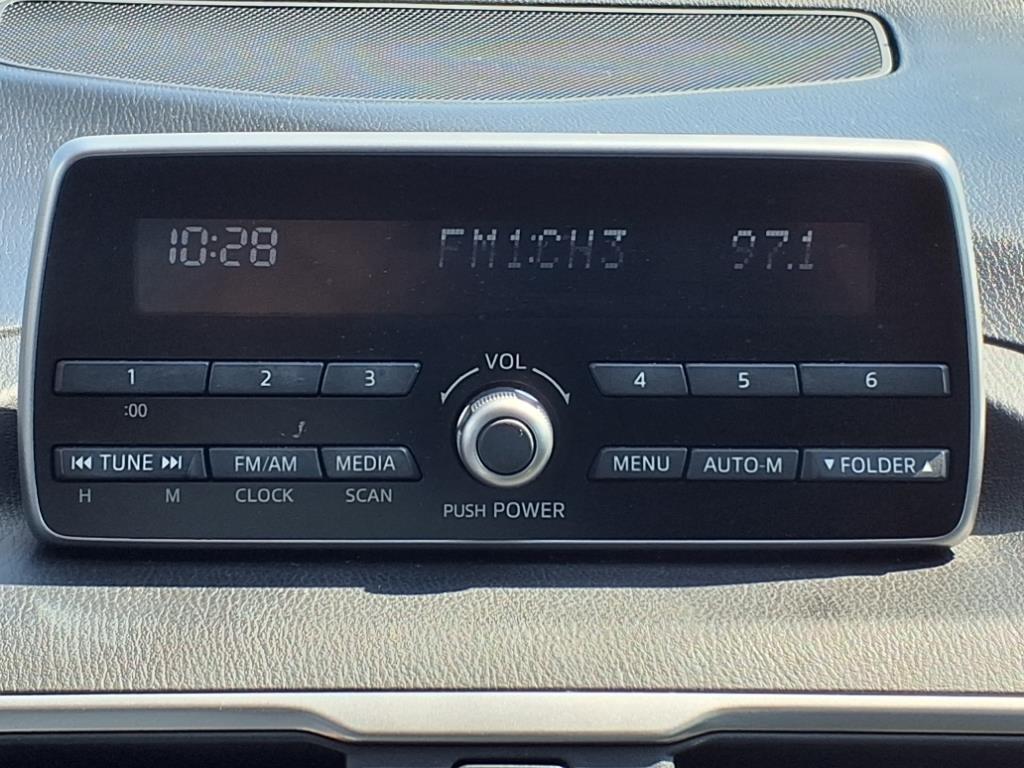 10:28 FM1:CH3 97.1
VOL
1 2 3 4 5 6
:00
⏮ TUNE ⏭ FM/AM MEDIA MENU AUTO-M ▼ FOLDER ▲
H M CLOCK SCAN
PUSH POWER